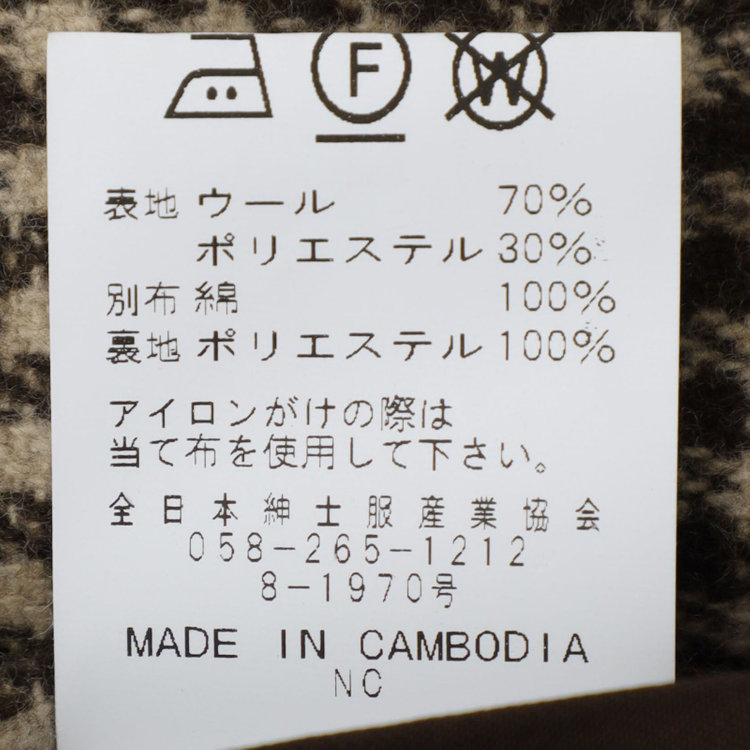 F W
表地 ウール 70%
ポリエステル 30%
別布 綿 100%
裏地 ポリエステル 100%
アイロンがけの際は
当て布を使用して下さい。
全日本紳士服産業協会
058-265-1212
8-1970号
MADE IN CAMBODIA
NC